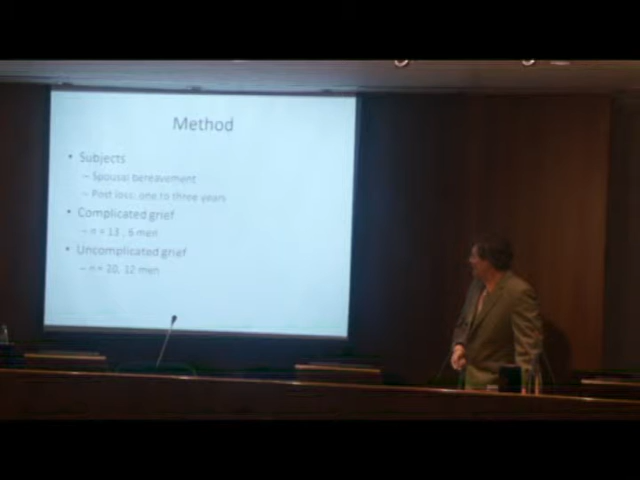 Method
• Subjects
– Spousal bereavement
– Post loss: one to three years
• Complicated grief
– n = 13, 6 men
• Uncomplicated grief
– n = 20, 12 men